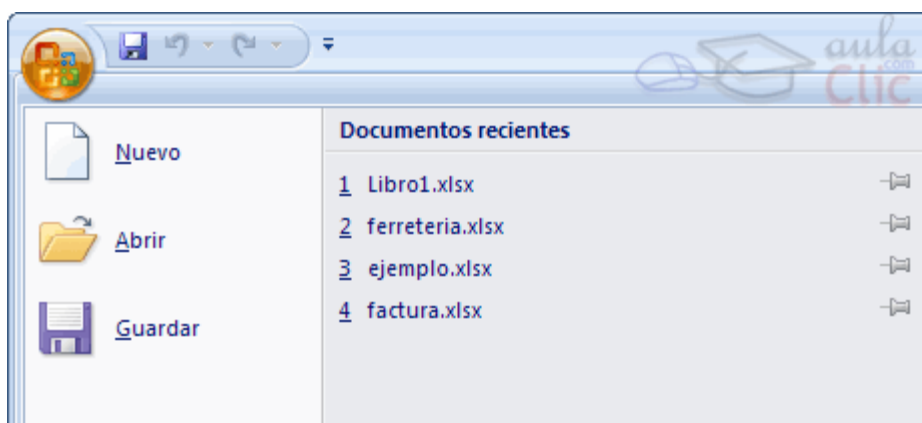 aula
.com
Clic
Nuevo
Abrir
Guardar
Documentos recientes
1 Libro1.xlsx
2 ferreteria.xlsx
3 ejemplo.xlsx
4 factura.xlsx